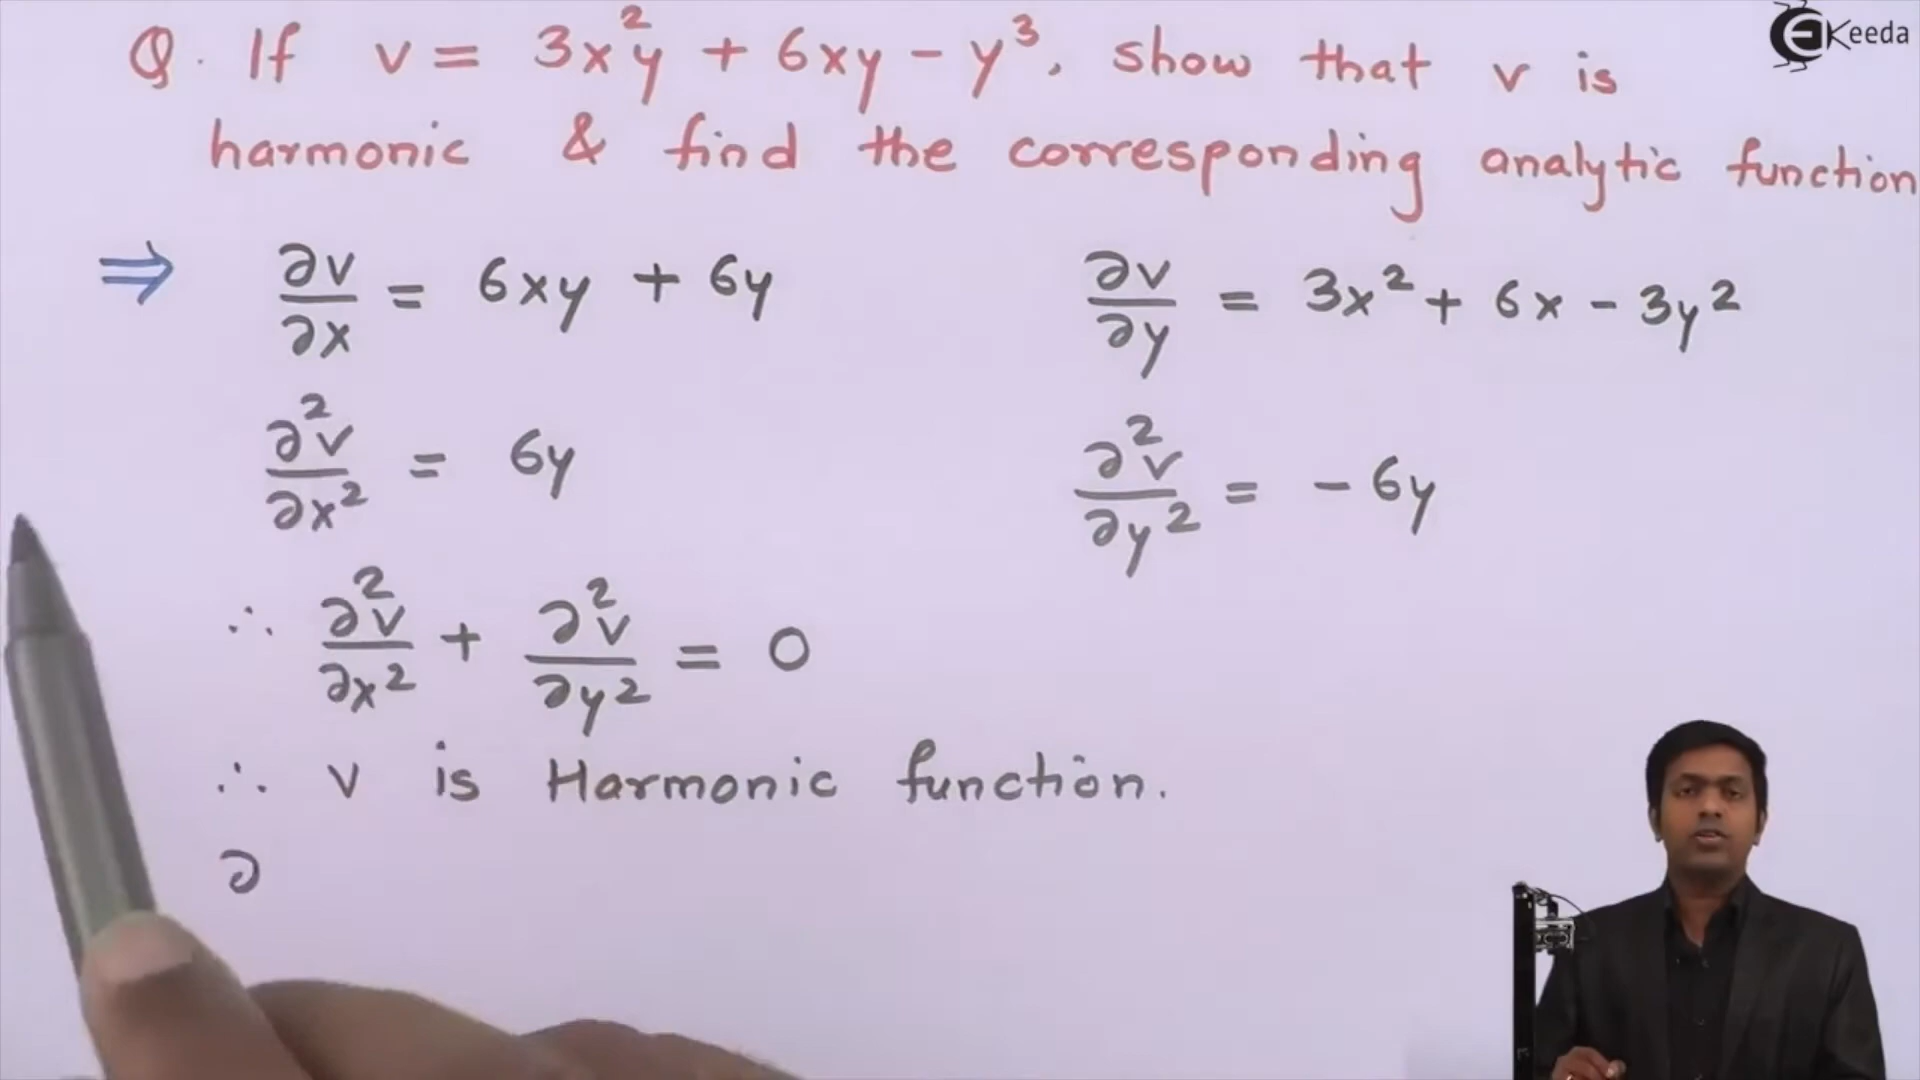 Q. If v = 3x²y + 6xy - y³, show that v is
harmonic & find the corresponding analytic function
⇒ ∂v/∂x = 6xy + 6y
∂v/∂y = 3x² + 6x - 3y²
∂²v/∂x² = 6y
∂²v/∂y² = - 6y
∴ ∂²v/∂x² + ∂²v/∂y² = 0
∴ v is Harmonic function.
∂
EKeeda